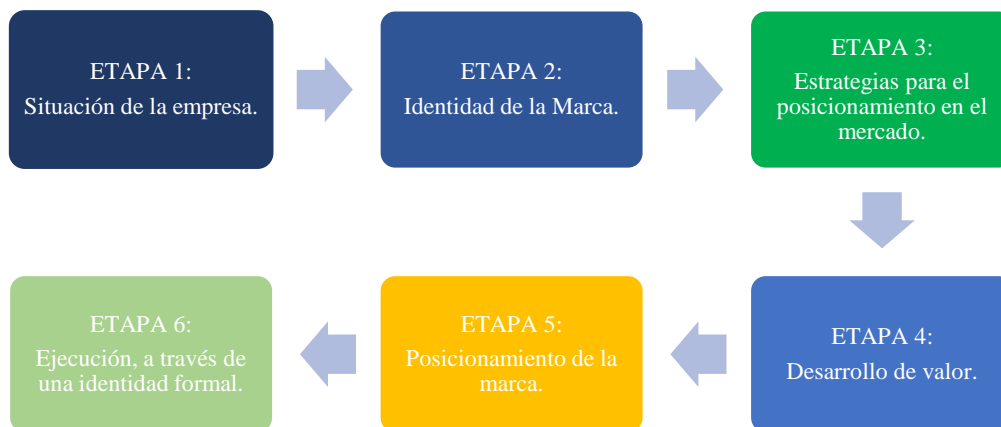 ETAPA 1:
Situación de la empresa.
ETAPA 2:
Identidad de la Marca.
ETAPA 3:
Estrategias para el
posicionamiento en el
mercado.
ETAPA 4:
Desarrollo de valor.
ETAPA 5:
Posicionamiento de la
marca.
ETAPA 6:
Ejecución, a través de
una identidad formal.